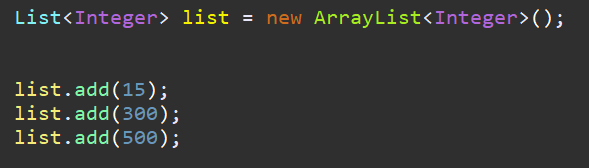 List<Integer> list = new ArrayList<Integer>();
list.add(15);
list.add(300);
list.add(500);